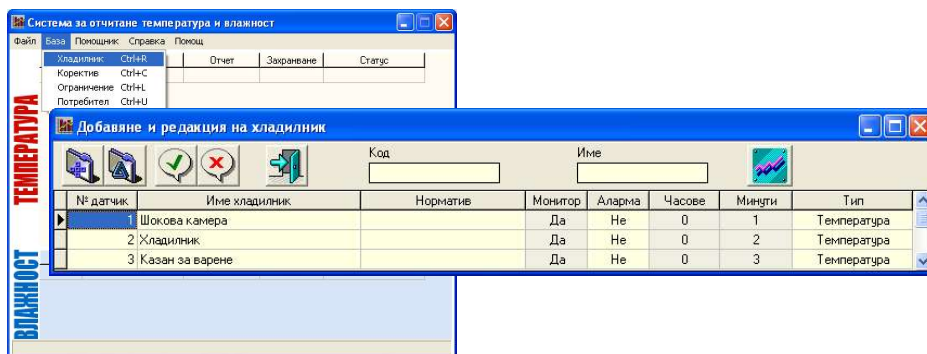 Система за отчитане температура и влажност
Файл База Помощник Справка Помощ
Хладилник Ctrl+R
Коректив Ctrl+C
Ограничение Ctrl+L
Потребител Ctrl+U
Отчет Захранване Статус
ТЕМПЕРАТУРА
ВЛАЖНОСТ
Добавяне и редакция на хладилник
Код Име
№ датчик Име хладилник Норматив Монитор Аларма Часове Минути Тип
1 Шокова камера Да Не 0 1 Температура
2 Хладилник Да Не 0 2 Температура
3 Казан за варене Да Не 0 3 Температура